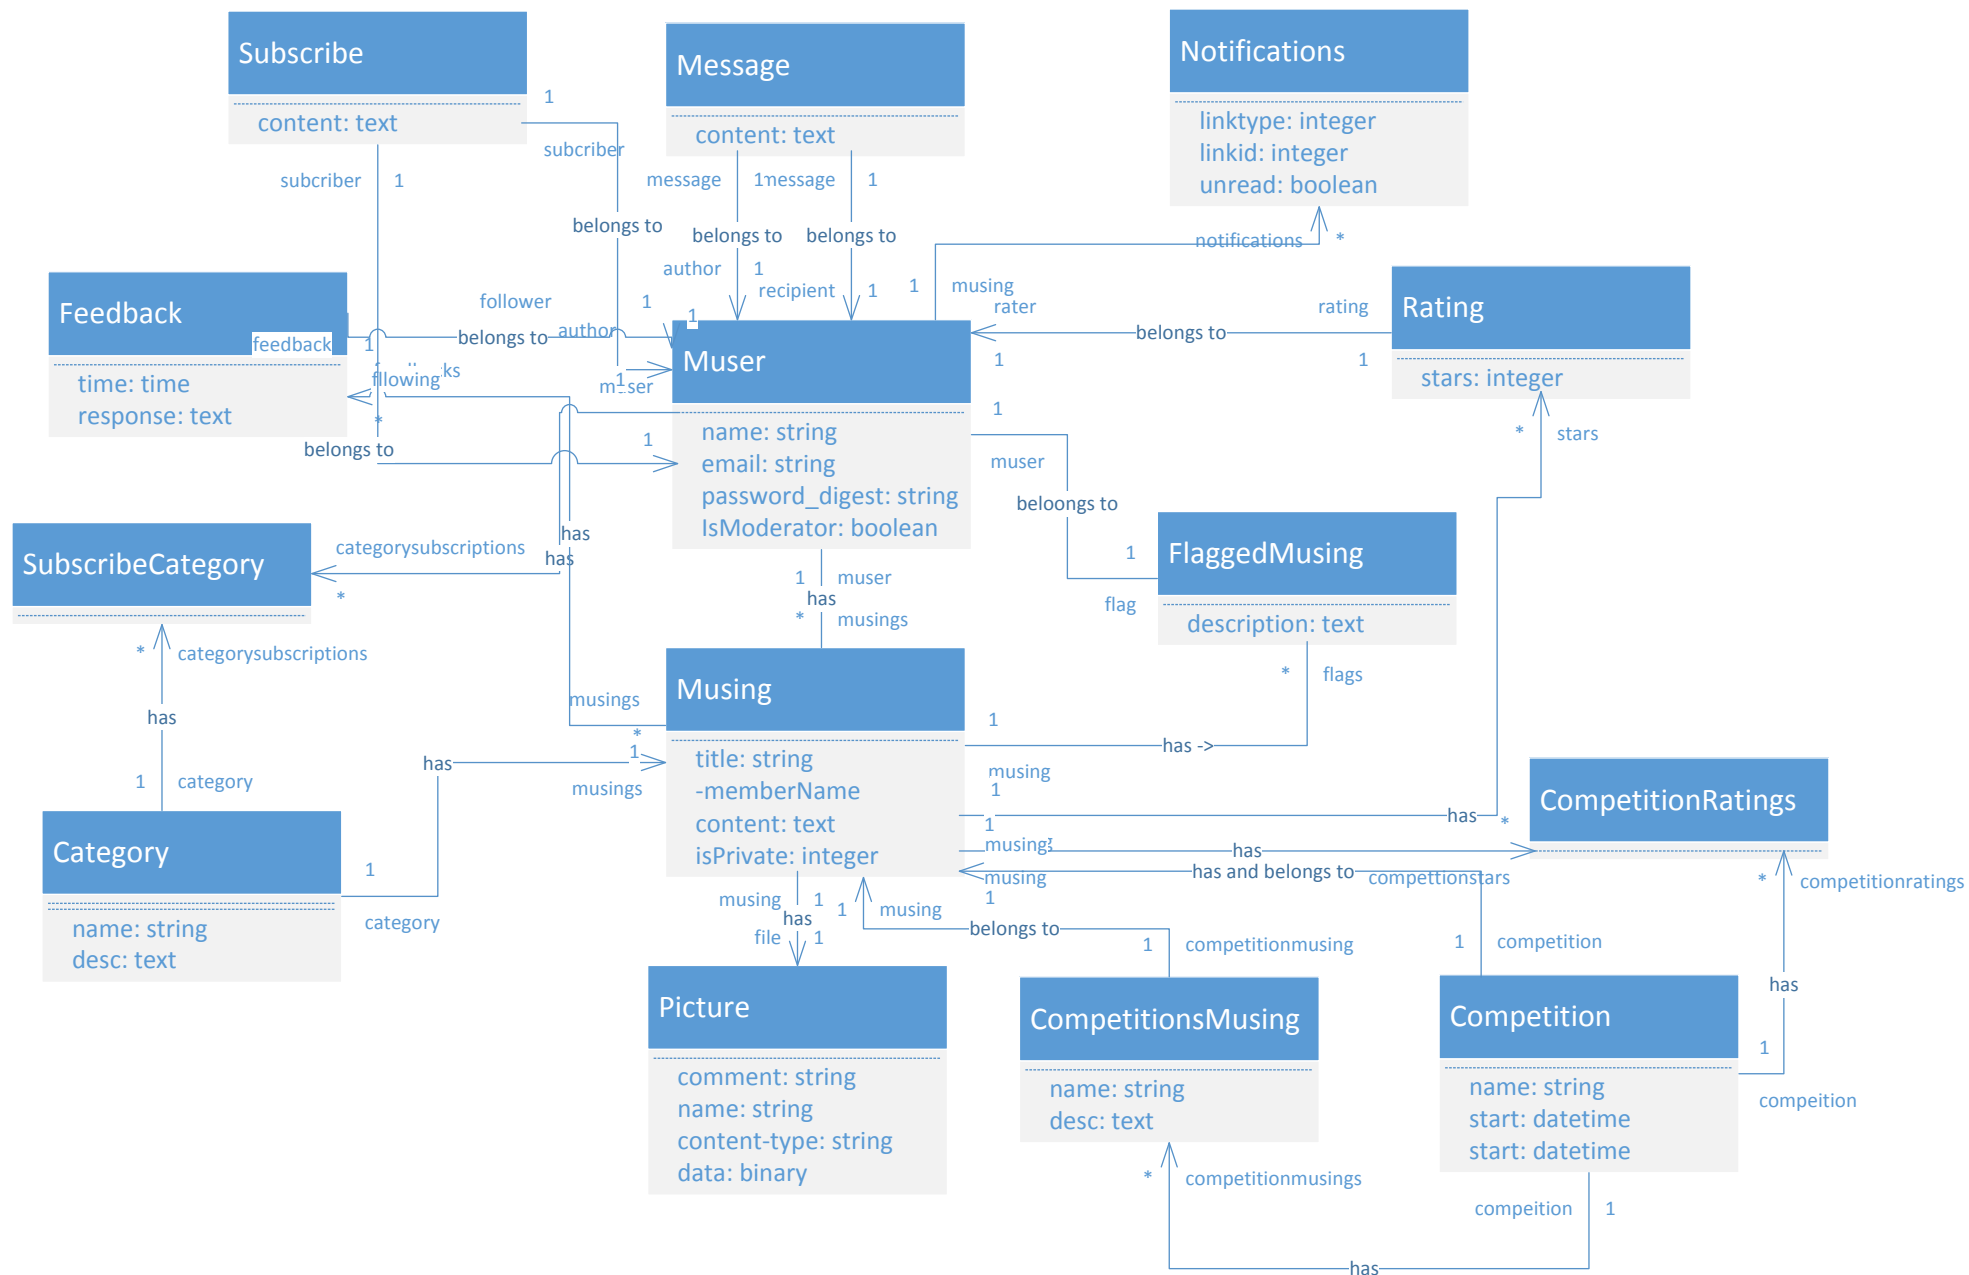 Subscribe
content: text
1
subcriber
subcriber
1
Message
content: text
message
1
message
1
Notifications
linktype: integer
linkid: integer
unread: boolean
notifications
*
belongs to
belongs to
belongs to
author
1
recipient
1
1
musing
Feedback
feedback
time: time
response: text
1
follower
1
1
belongs to
author
fllowing
*
1
muser
belongs to
1
rater
1
belongs to
rating
1
Rating
stars: integer
*
stars
Muser
name: string
email: string
password_digest: string
IsModerator: boolean
1
muser
beloongs to
1
flag
FlaggedMusing
description: text
*
flags
SubscribeCategory
categorysubscriptions
*
has
has
*
categorysubscriptions
has
1
category
1
muser
has
*
musings
Musing
title: string
-memberName
content: text
isPrivate: integer
musings
*
1
musings
has
1
musing
has ->
1
has
*
1
musing
has
musing
1
has and belongs to
compettionstars
CompetitionRatings
*
competitionratings
Category
name: string
desc: text
1
category
musing
1
has
file
1
1
musing
belongs to
1
competitionmusing
1
competition
has
1
compeition
Picture
comment: string
name: string
content-type: string
data: binary
CompetitionsMusing
name: string
desc: text
*
competitionmusings
Competition
name: string
start: datetime
start: datetime
compeition
1
has